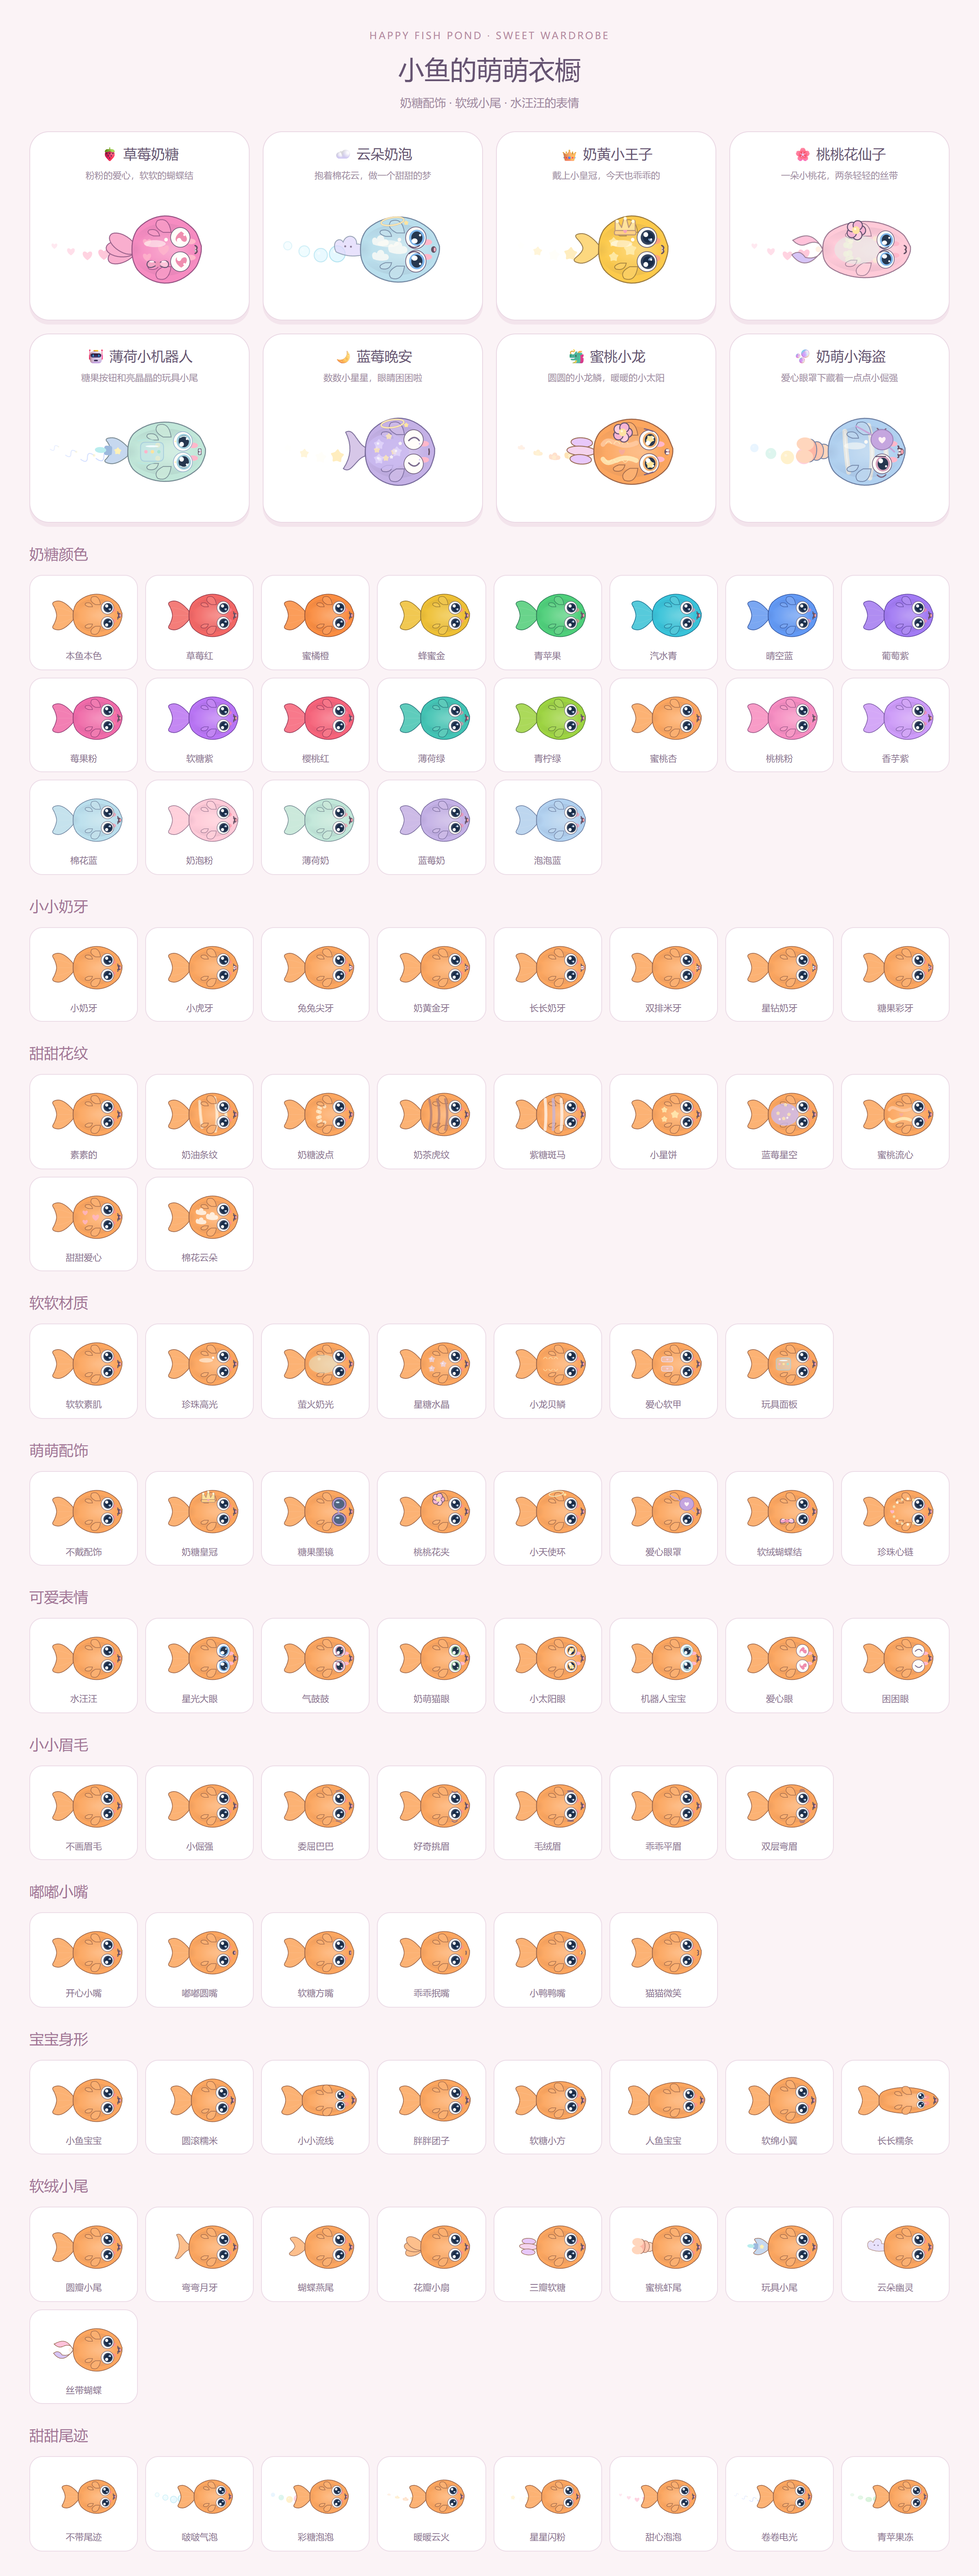 HAPPY FISH POND · SWEET WARDROBE
小鱼的萌萌衣橱
奶糖配饰 · 软绒小尾 · 水汪汪的表情
草莓奶糖
粉粉的爱心，软软的蝴蝶结
云朵奶泡
抱着棉花云，做一个甜甜的梦
奶黄小王子
戴上小皇冠，今天也乖乖的
桃桃花仙子
一朵小桃花，两条轻轻的丝带
薄荷小机器人
糖果按钮和亮晶晶的玩具小尾
蓝莓晚安
数数小星星，眼睛困困啦
蜜桃小龙
圆圆的小龙鳞，暖暖的小太阳
奶萌小海盗
爱心眼罩下藏着一点点小倔强
奶糖颜色
本鱼本色
草莓红
蜜橘橙
蜂蜜金
青苹果
汽水青
晴空蓝
葡萄紫
莓果粉
软糖紫
樱桃红
薄荷绿
青柠绿
蜜桃杏
桃桃粉
香芋紫
棉花蓝
奶泡粉
薄荷奶
蓝莓奶
泡泡蓝
小小奶牙
小奶牙
小虎牙
兔兔尖牙
奶黄金牙
长长奶牙
双排米牙
星钻奶牙
糖果彩牙
甜甜花纹
素素的
奶油条纹
奶糖波点
奶茶虎纹
紫糖斑马
小星饼
蓝莓星空
蜜桃流心
甜甜爱心
棉花云朵
软软材质
软软素肌
珍珠高光
萤火奶光
星糖水晶
小龙贝鳞
爱心软甲
玩具面板
萌萌配饰
不戴配饰
奶糖皇冠
糖果墨镜
桃桃花夹
小天使环
爱心眼罩
软绒蝴蝶结
珍珠心链
可爱表情
水汪汪
星光大眼
气鼓鼓
奶萌猫眼
小太阳眼
机器人宝宝
爱心眼
困困眼
小小眉毛
不画眉毛
小倔强
委屈巴巴
好奇挑眉
毛绒眉
乖乖平眉
双层弯眉
嘟嘟小嘴
开心小嘴
嘟嘟圆嘴
软糖方嘴
乖乖抿嘴
小鸭鸭嘴
猫猫微笑
宝宝身形
小鱼宝宝
圆滚糯米
小小流线
胖胖团子
软糖小方
人鱼宝宝
软绵小翼
长长糯条
软绒小尾
圆瓣小尾
弯弯月牙
蝴蝶燕尾
花瓣小扇
三瓣软糖
蜜桃虾尾
玩具小尾
云朵幽灵
丝带蝴蝶
甜甜尾迹
不带尾迹
啵啵气泡
彩糖泡泡
暖暖云火
星星闪粉
甜心泡泡
卷卷电光
青苹果冻